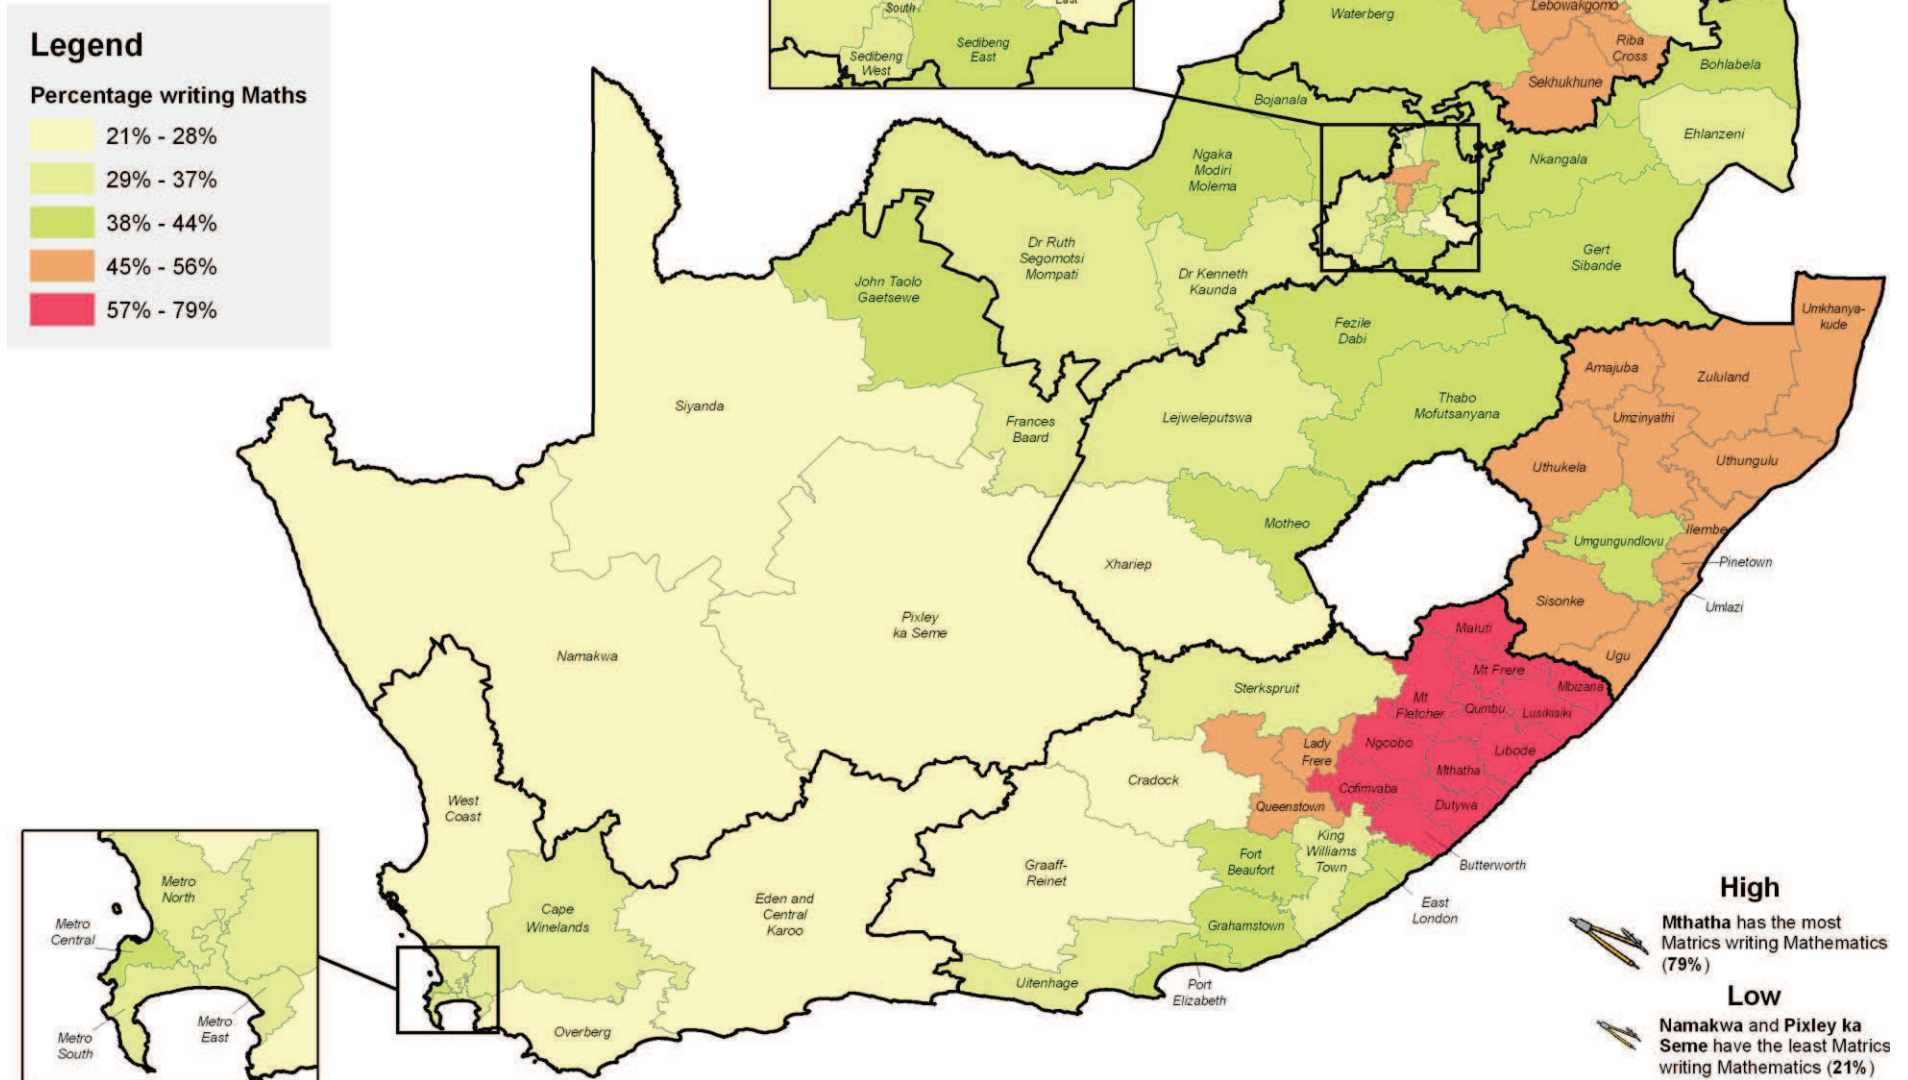 Legend
Percentage writing Maths
21% - 28%
29% - 37%
38% - 44%
45% - 56%
57% - 79%
South
East
Sedibeng
West
Sedibeng
East
Waterberg
Lebowakgomo
Riba
Cross
Sekhukhune
Bohlabela
Bojanala
Ehlanzeni
Ngaka
Modiri
Molema
Nkangala
Dr Ruth
Segomotsi
Mompati
Dr Kenneth
Kaunda
Gert
Sibande
John Taolo
Gaetsewe
Umkhanya-
kude
Fezile
Dabi
Amajuba
Zululand
Siyanda
Frances
Baard
Lejweleputswa
Thabo
Mofutsanyana
Umzinyathi
Uthukela
Uthungulu
Motheo
Ilembe
Umgungundlovu
Pinetown
Xhariep
Sisonke
Umlazi
Pixley
ka Seme
Namakwa
Maluti
Ugu
Mt Frere
Mbizana
Sterkspruit
Mt
Fletcher
Qumbu
Lusikisiki
Lady
Frere
Ngcobo
Libode
Mthatha
Cradock
Cofimvaba
Queenstown
Dutywa
West
Coast
King
Williams
Town
Fort
Beaufort
Butterworth
Graaff-
Reinet
East
London
Eden and
Central
Karoo
Cape
Winelands
Grahamstown
Uitenhage
Port
Elizabeth
Overberg
Metro
North
Metro
Central
Metro
South
Metro
East
High
Mthatha has the most
Matrics writing Mathematics
(79%)
Low
Namakwa and Pixley ka
Seme have the least Matrics
writing Mathematics (21%)